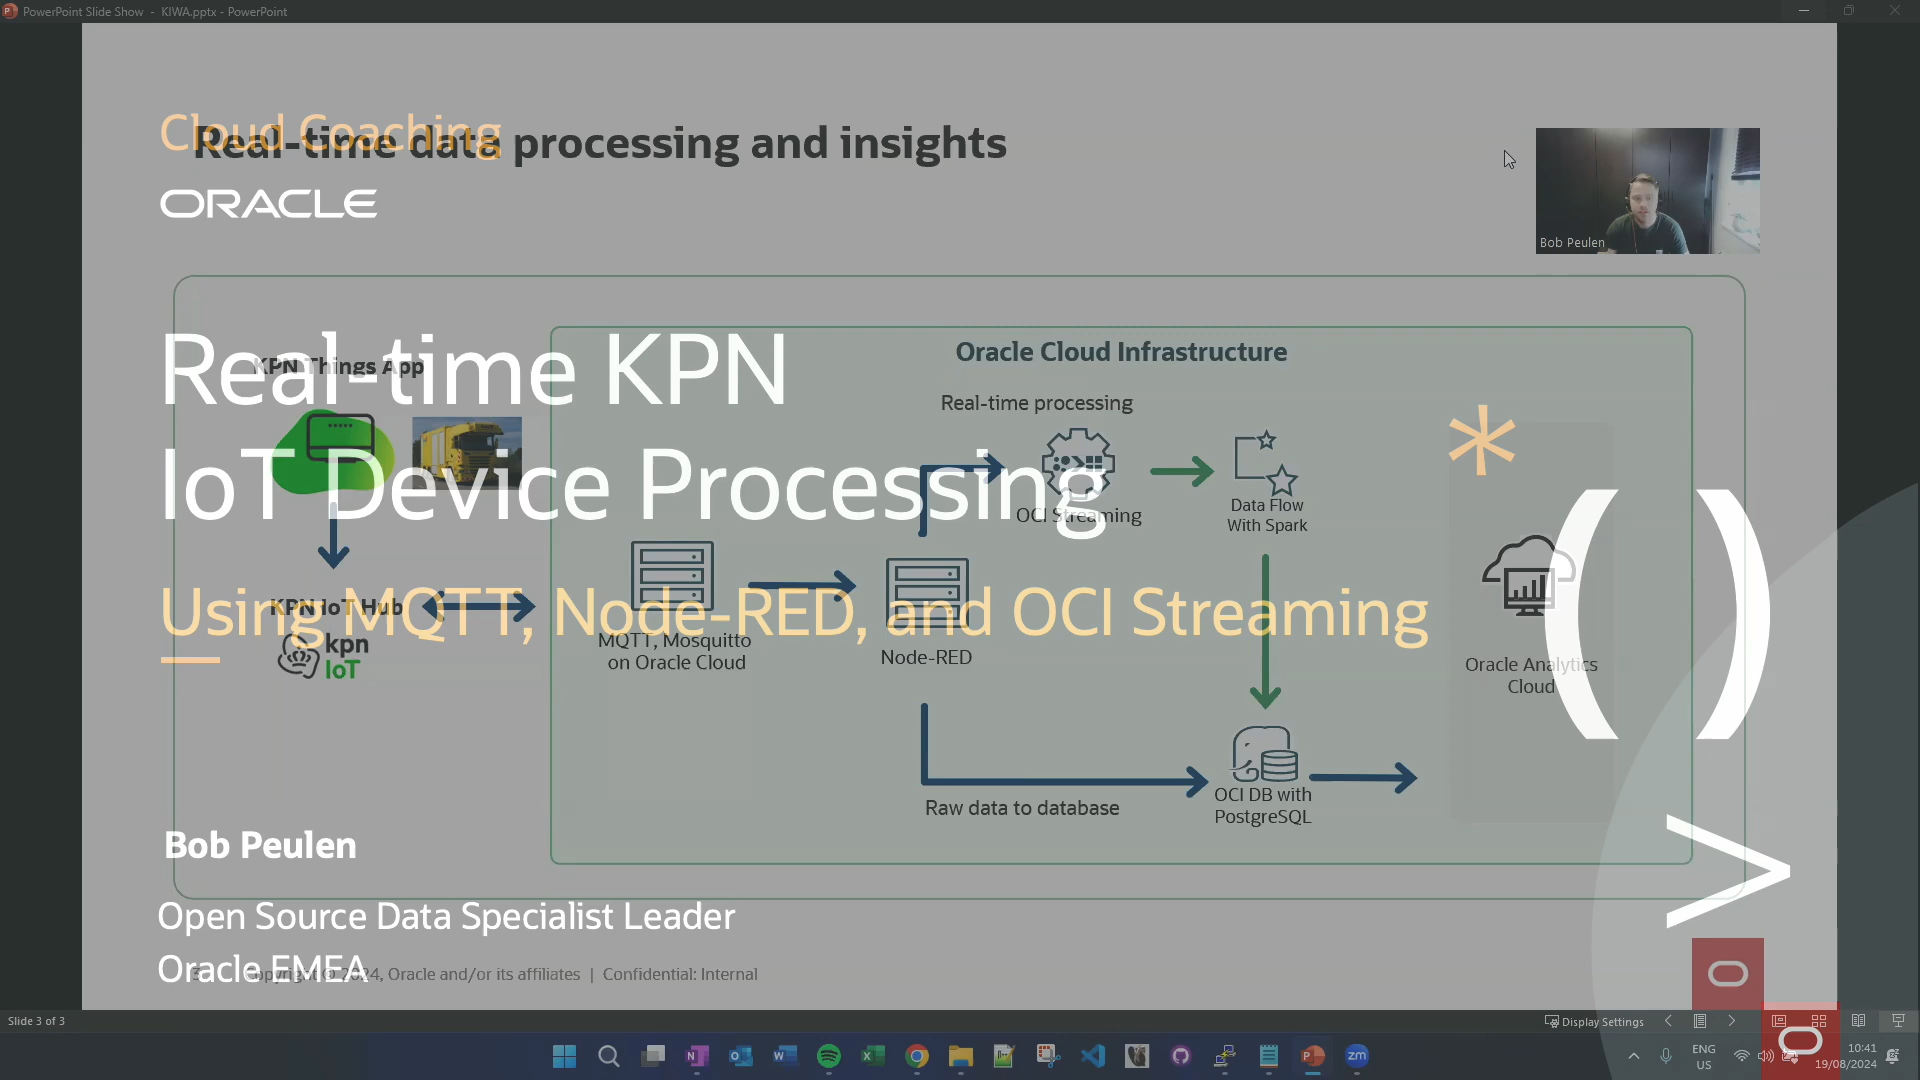 PowerPoint Slide Show - KIWA.pptx - PowerPoint
Cloud Coaching
Real-time data processing and insights
ORACLE
Bob Peulen
Real-time KPN
IoT Device Processing
Using MQTT, Node-RED, and OCI Streaming
KPN Things App
Oracle Cloud Infrastructure
Real-time processing
OCI Streaming
Data Flow
With Spark
KPN IoT Hub
kpn
IoT
MQTT, Mosquitto
on Oracle Cloud
Node-RED
Oracle Analytics
Cloud
Raw data to database
OCI DB with
PostgreSQL
* ( ) >
Bob Peulen
Open Source Data Specialist Leader
Oracle EMEA
Copyright © 2024, Oracle and/or its affiliates | Confidential: Internal
Slide 3 of 3
Display Settings
ENG
US
10:41
19/08/2024